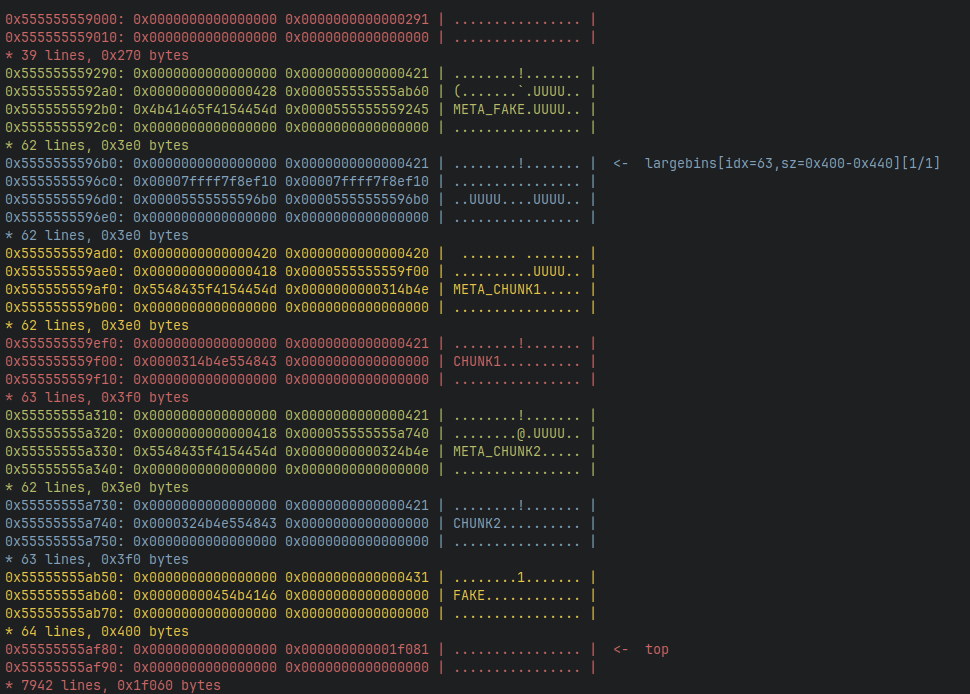 0x555555559000: 0x0000000000000000 0x0000000000000291 | ................ |
0x555555559010: 0x0000000000000000 0x0000000000000000 | ................ |
* 39 lines, 0x270 bytes
0x555555559290: 0x0000000000000000 0x0000000000000421 | ........!....... |
0x5555555592a0: 0x0000000000000428 0x000055555555ab60 | (.......`.UUUU.. |
0x5555555592b0: 0x4b41465f4154454d 0x0000555555559245 | META_FAKE.UUUU.. |
0x5555555592c0: 0x0000000000000000 0x0000000000000000 | ................ |
* 62 lines, 0x3e0 bytes
0x5555555596b0: 0x0000000000000000 0x0000000000000421 | ........!....... | <- largebins[idx=63,sz=0x400-0x440][1/1]
0x5555555596c0: 0x00007ffff7f8ef10 0x00007ffff7f8ef10 | ................ |
0x5555555596d0: 0x00005555555596b0 0x00005555555596b0 | ..UUUU....UUUU.. |
0x5555555596e0: 0x0000000000000000 0x0000000000000000 | ................ |
* 62 lines, 0x3e0 bytes
0x555555559ad0: 0x0000000000000420 0x0000000000000420 |  ....... ....... |
0x555555559ae0: 0x0000000000000418 0x0000555555559f00 | ..........UUUU.. |
0x555555559af0: 0x5548435f4154454d 0x0000000000314b4e | META_CHUNK1..... |
0x555555559b00: 0x0000000000000000 0x0000000000000000 | ................ |
* 62 lines, 0x3e0 bytes
0x555555559ef0: 0x0000000000000000 0x0000000000000421 | ........!....... |
0x555555559f00: 0x0000314b4e554843 0x0000000000000000 | CHUNK1.......... |
0x555555559f10: 0x0000000000000000 0x0000000000000000 | ................ |
* 63 lines, 0x3f0 bytes
0x55555555a310: 0x0000000000000000 0x0000000000000421 | ........!....... |
0x55555555a320: 0x0000000000000418 0x000055555555a740 | ........@.UUUU.. |
0x55555555a330: 0x5548435f4154454d 0x0000000000324b4e | META_CHUNK2..... |
0x55555555a340: 0x0000000000000000 0x0000000000000000 | ................ |
* 62 lines, 0x3e0 bytes
0x55555555a730: 0x0000000000000000 0x0000000000000421 | ........!....... |
0x55555555a740: 0x0000324b4e554843 0x0000000000000000 | CHUNK2.......... |
0x55555555a750: 0x0000000000000000 0x0000000000000000 | ................ |
* 63 lines, 0x3f0 bytes
0x55555555ab50: 0x0000000000000000 0x0000000000000431 | ........1....... |
0x55555555ab60: 0x00000000454b4146 0x0000000000000000 | FAKE............ |
0x55555555ab70: 0x0000000000000000 0x0000000000000000 | ................ |
* 64 lines, 0x400 bytes
0x55555555af80: 0x0000000000000000 0x000000000001f081 | ................ | <- top
0x55555555af90: 0x0000000000000000 0x0000000000000000 | ................ |
* 7942 lines, 0x1f060 bytes